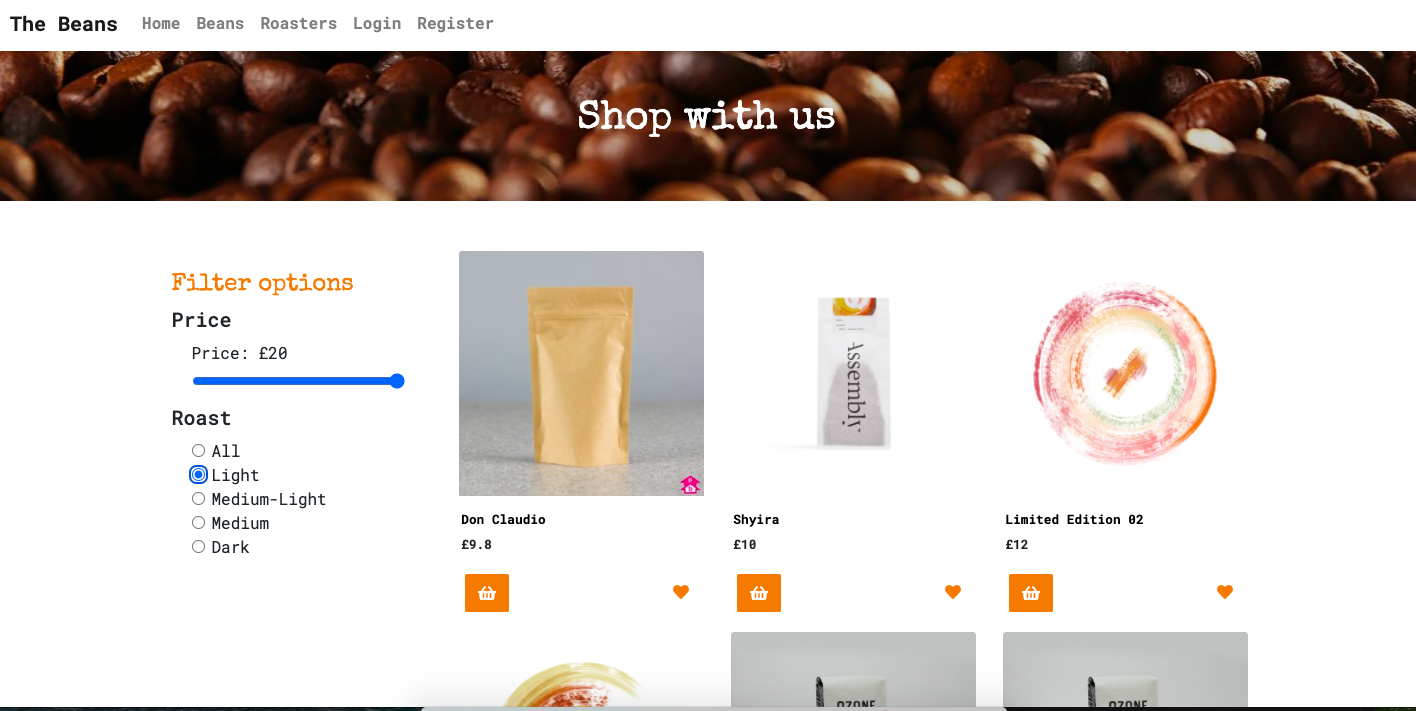 The Beans Home Beans Roasters Login Register
Shop with us
Filter options
Price
Price: £20
Roast
All
Light
Medium-Light
Medium
Dark
Assembly
Don Claudio
£9.8
Shyira
£10
Limited Edition 02
£12
OZONE
OZONE